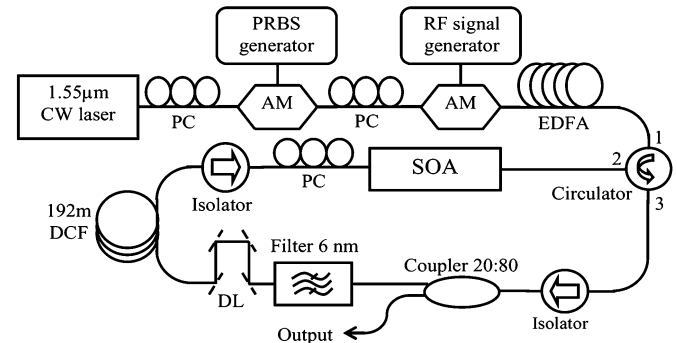 PRBS
generator
RF signal
generator
1.55µm
CW laser
PC
AM
PC
AM
EDFA
1
2
3
Circulator
SOA
PC
Isolator
192m
DCF
DL
Filter 6 nm
Coupler 20:80
Isolator
Output